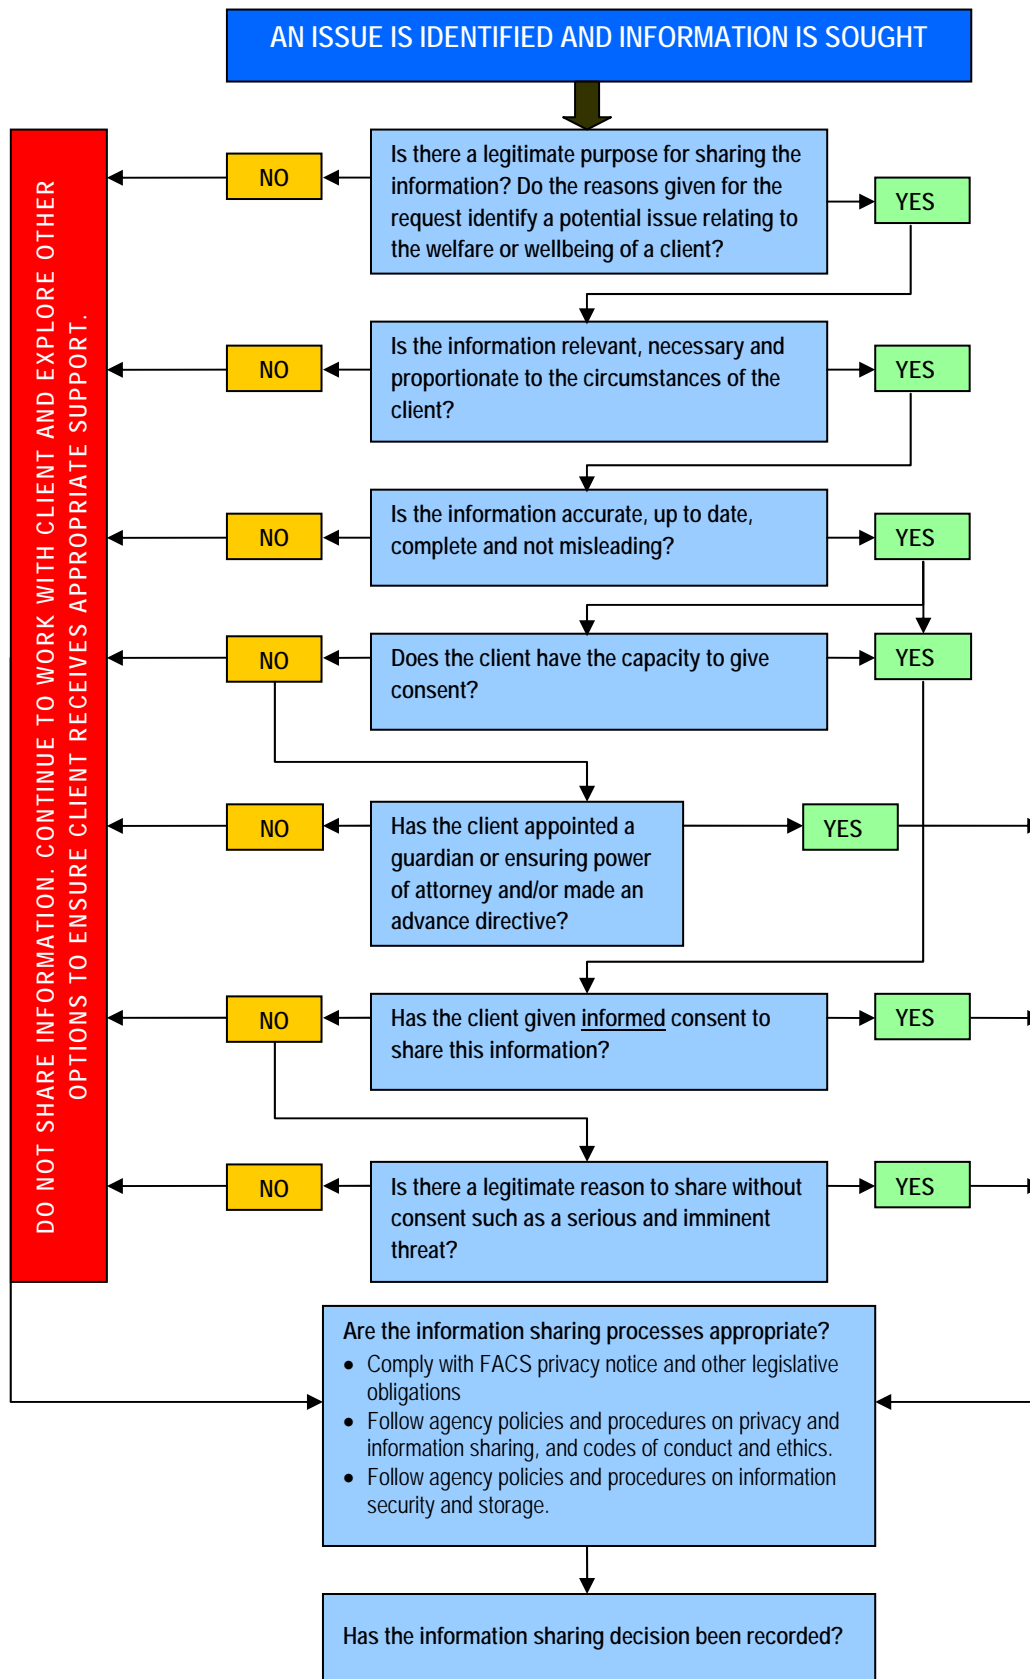 AN ISSUE IS IDENTIFIED AND INFORMATION IS SOUGHT
DO NOT SHARE INFORMATION. CONTINUE TO WORK WITH CLIENT AND EXPLORE OTHER
OPTIONS TO ENSURE CLIENT RECEIVES APPROPRIATE SUPPORT.
Is there a legitimate purpose for sharing the
information? Do the reasons given for the
request identify a potential issue relating to
the welfare or wellbeing of a client?
NO
YES
Is the information relevant, necessary and
proportionate to the circumstances of the
client?
NO
YES
Is the information accurate, up to date,
complete and not misleading?
NO
YES
Does the client have the capacity to give
consent?
NO
YES
Has the client appointed a
guardian or ensuring power
of attorney and/or made an
advance directive?
NO
YES
Has the client given informed consent to
share this information?
NO
YES
Is there a legitimate reason to share without
consent such as a serious and imminent
threat?
NO
YES
Are the information sharing processes appropriate?
• Comply with FACS privacy notice and other legislative
obligations
• Follow agency policies and procedures on privacy and
information sharing, and codes of conduct and ethics.
• Follow agency policies and procedures on information
security and storage.
Has the information sharing decision been recorded?